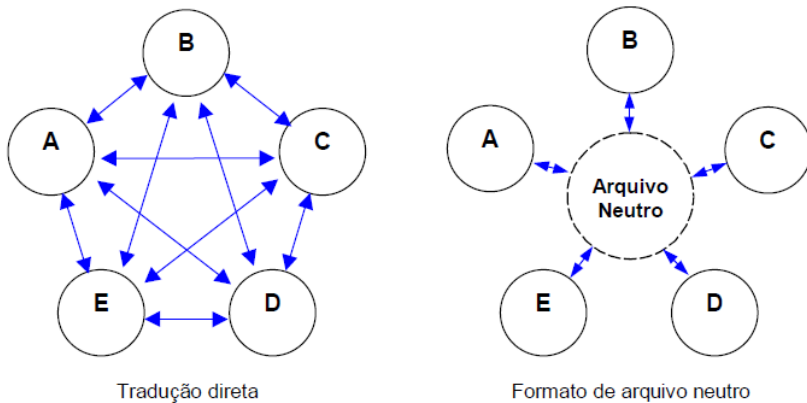 B
A
C
E
D
Tradução direta
B
A
C
Arquivo
Neutro
E
D
Formato de arquivo neutro